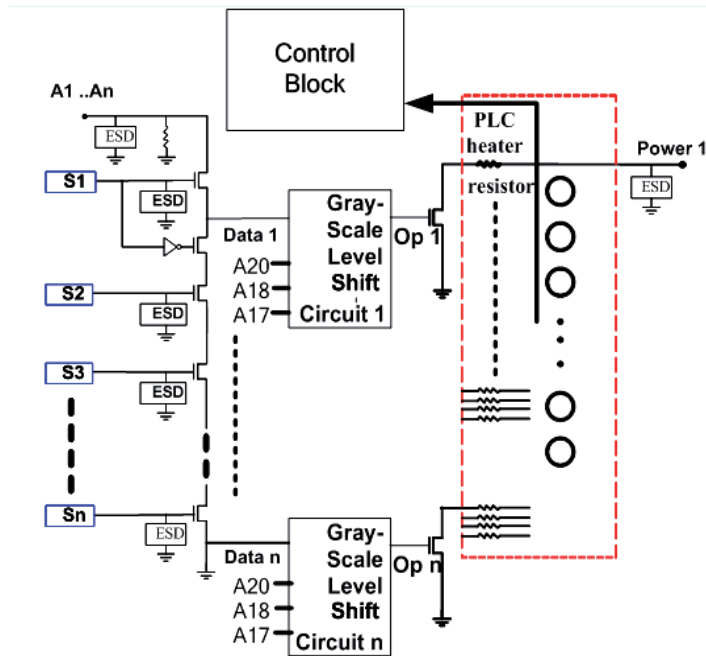 Control
Block
A1 ..An
ESD
S1
ESD
PLC
heater
resistor
Power 1
ESD
Data 1
A20
A18
A17
Gray-
Scale
Level
Shift
Circuit 1
Op 1
S2
ESD
S3
ESD
Sn
ESD
Data n
A20
A18
A17
Gray-
Scale
Level
Shift
Circuit n
Op n